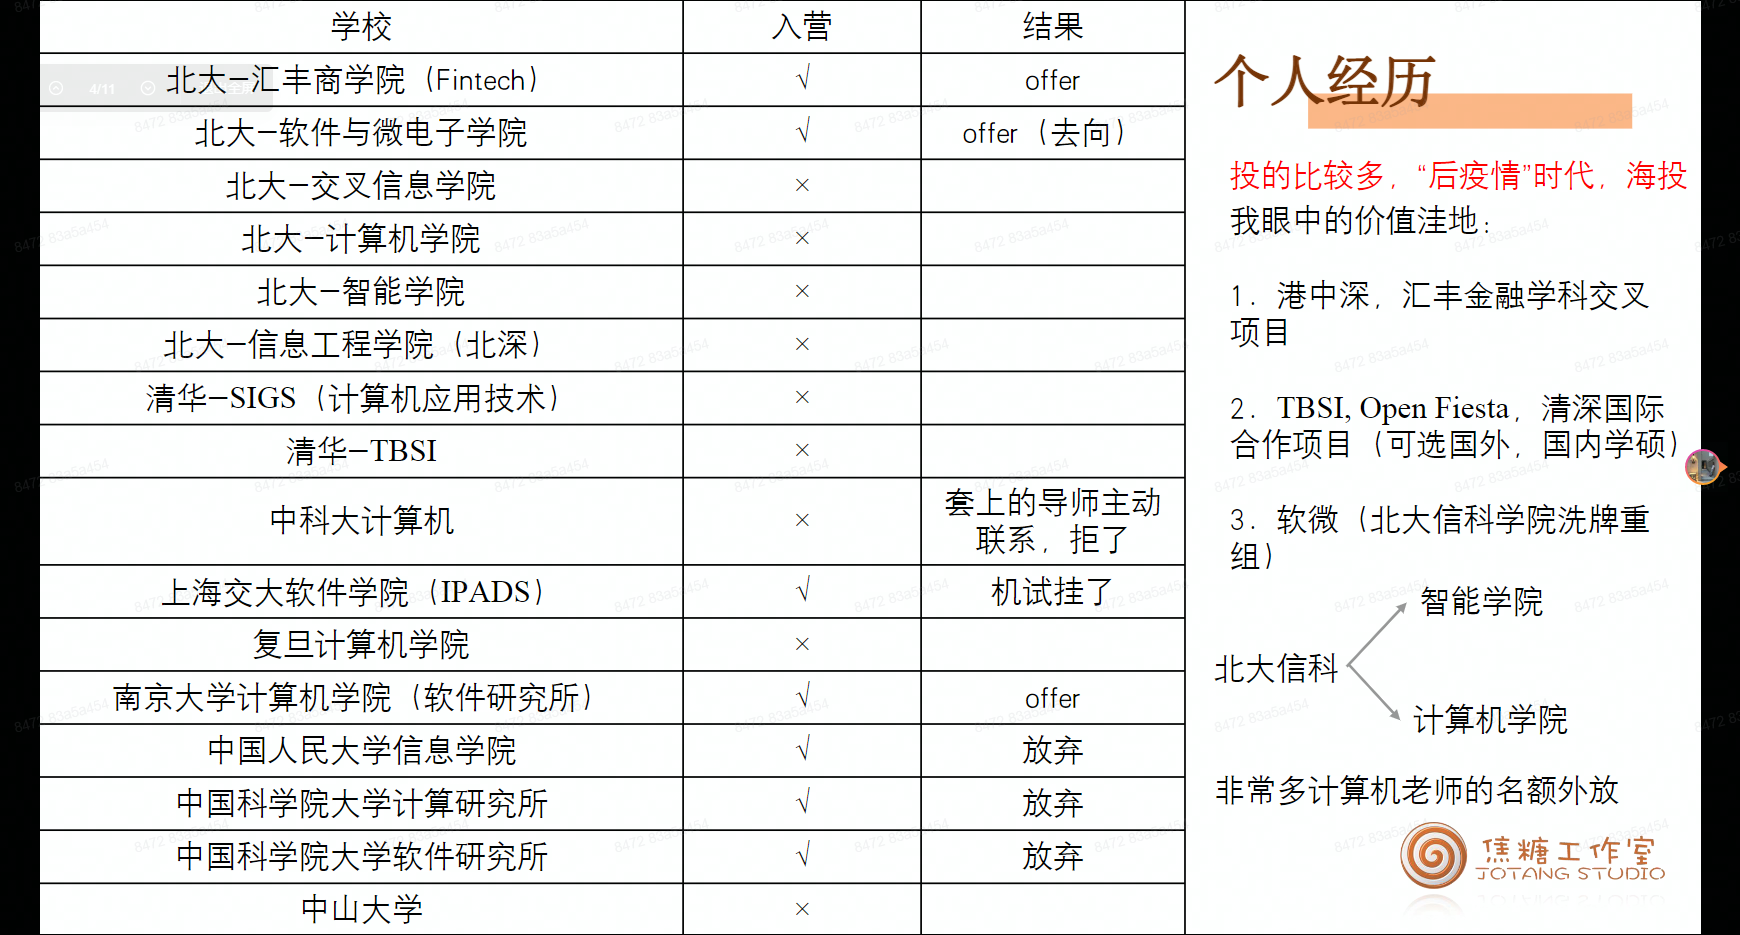 学校 入营 结果
北大-汇丰商学院（Fintech） √ offer
北大-软件与微电子学院 √ offer（去向）
北大-交叉信息学院 ×
北大-计算机学院 ×
北大-智能学院 ×
北大-信息工程学院（北深） ×
清华-SIGS（计算机应用技术） ×
清华-TBSI ×
中科大计算机 × 套上的导师主动
联系，拒了
上海交大软件学院（IPADS） √ 机试挂了
复旦计算机学院 ×
南京大学计算机学院（软件研究所） √ offer
中国人民大学信息学院 √ 放弃
中国科学院大学计算研究所 √ 放弃
中国科学院大学软件研究所 √ 放弃
中山大学 ×
4/11
个人经历
投的比较多，“后疫情”时代，海投
我眼中的价值洼地：
1. 港中深，汇丰金融学科交叉
项目
2. TBSI, Open Fiesta，清深国际
合作项目（可选国外，国内学硕）
3. 软微（北大信科学院洗牌重
组）
智能学院
北大信科
计算机学院
非常多计算机老师的名额外放
焦糖工作室
JOTANG STUDIO
8472 83a5a454